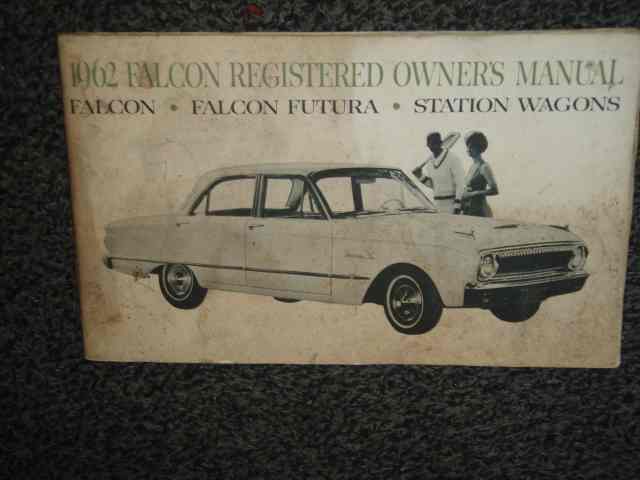 1962 FALCON REGISTERED OWNER'S MANUAL
FALCON • FALCON FUTURA • STATION WAGONS